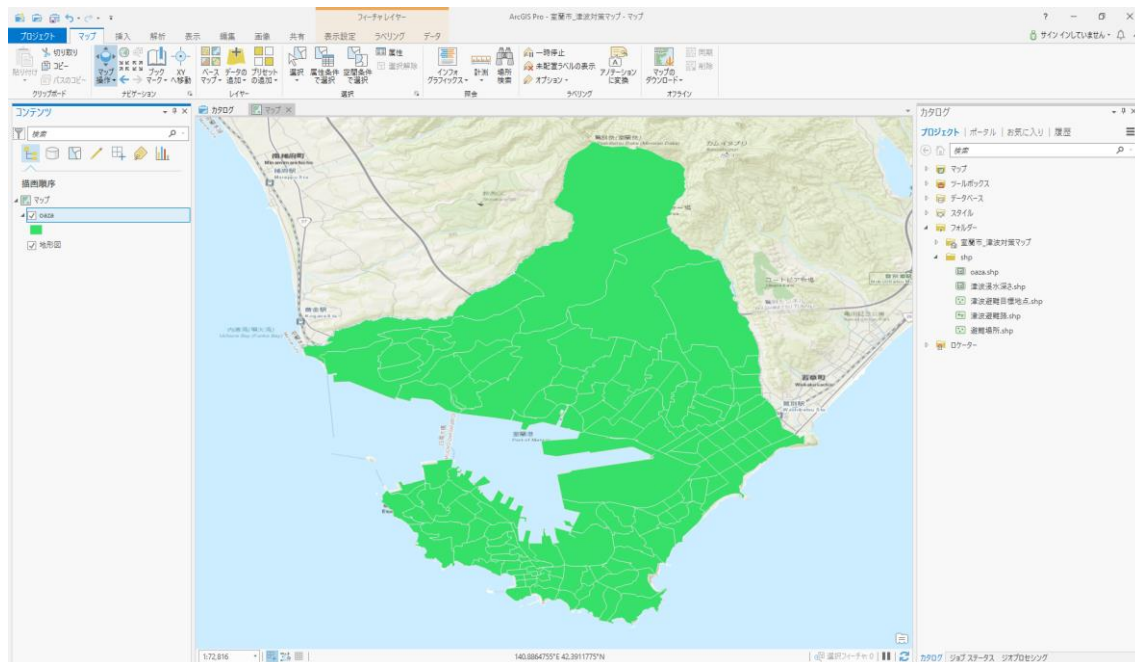 フィーチャ レイヤー
ArcGIS Pro - 室蘭市_津波対策マップ - マップ
プロジェクト マップ 挿入 解析 表示 編集 画像 共有 表示設定 ラベリング データ
サインインしていません
貼り付け
切り取り
コピー
パスのコピー
クリップボード
マップ操作
ブックマーク
XY へ移動
ナビゲーション
ベースマップ
データの追加
プリセットの追加
レイヤー
選択
属性条件で選択
空間条件で選択
属性
選択解除
選択
インフォグラフィックス
計測
場所検索
照会
一時停止
未配置ラベルの表示
オプション
アノテーションに変換
ラベリング
マップのダウンロード
同期
削除
オフライン
コンテンツ
検索
描画順序
マップ
oaza
地形図
カタログ マップ
室蘭港
1:72,816
140.8864755°E 42.3911775°N
選択フィーチャ: 0
カタログ
プロジェクト | ポータル | お気に入り | 履歴
検索
マップ
ツールボックス
データベース
スタイル
フォルダー
室蘭市_津波対策マップ
shp
oaza.shp
津波浸水深さ.shp
津波避難目標地点.shp
津波避難路.shp
避難場所.shp
ロケーター
カタログ ジョブ ステータス ジオプロセシング